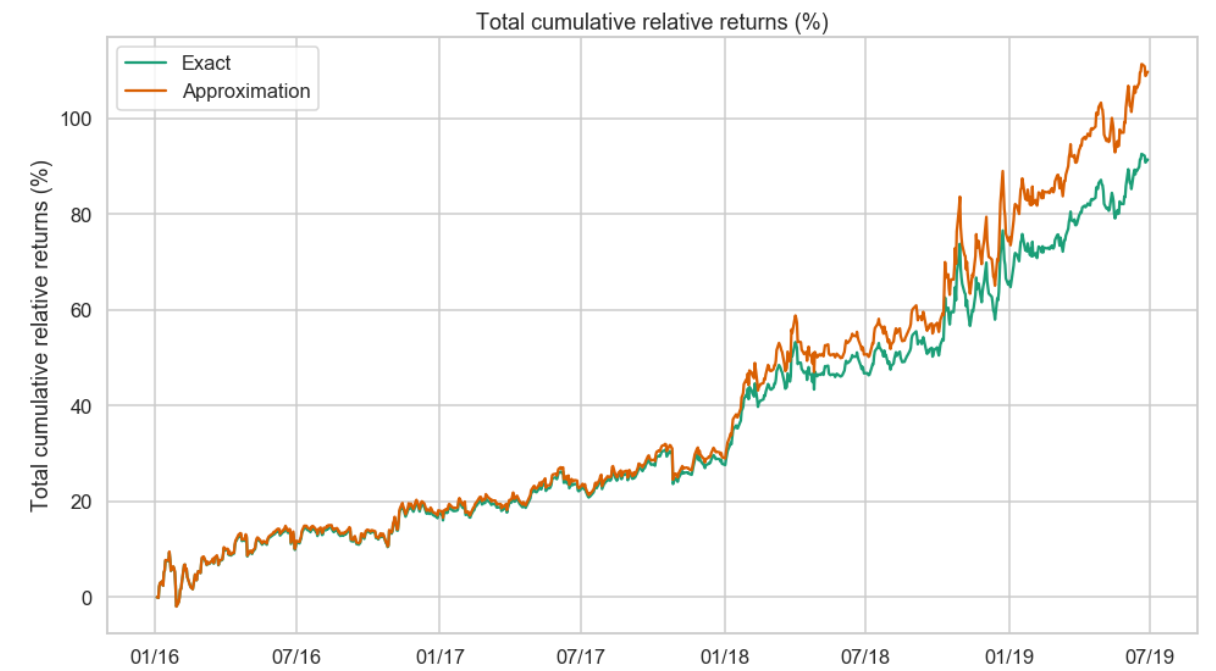 Total cumulative relative returns (%)
Exact
Approximation
Total cumulative relative returns (%)
100
80
60
40
20
0
01/16 07/16 01/17 07/17 01/18 07/18 01/19 07/19